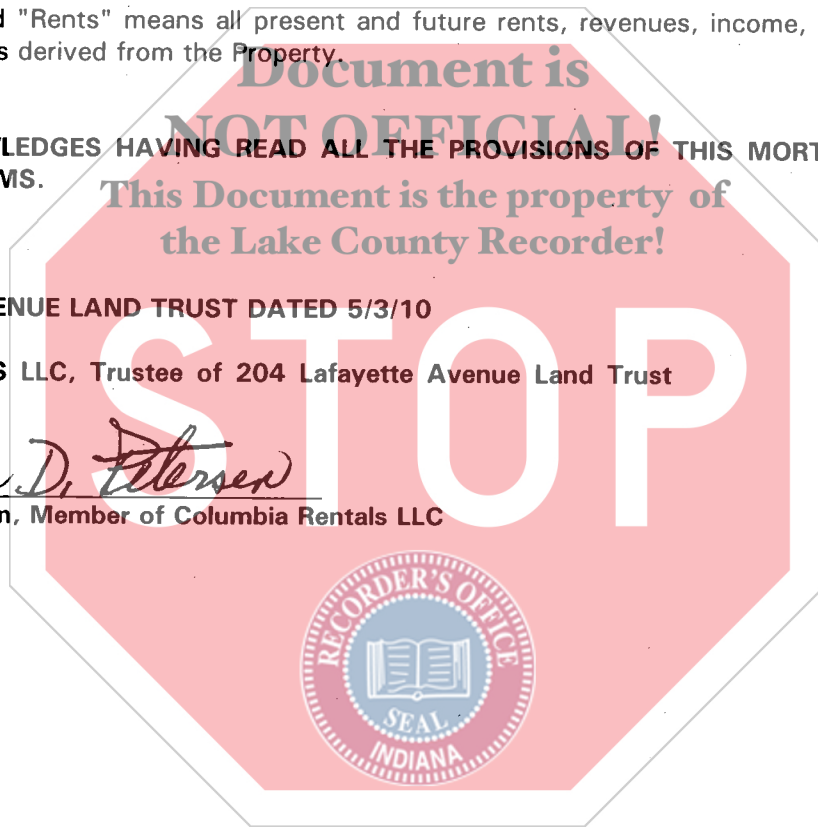 "Rents" means all present and future rents, revenues, income,
derived from the Property.
Document is
NOT OFFICIAL!
HAVING READ ALL THE PROVISIONS OF THIS MORT
MS.
This Document is the property of
the Lake County Recorder!
ENUE LAND TRUST DATED 5/3/10
S LLC, Trustee of 204 Lafayette Avenue Land Trust
STOP
D. Petersen
n, Member of Columbia Rentals LLC
RECORDER'S OFFICE
SEAL
INDIANA